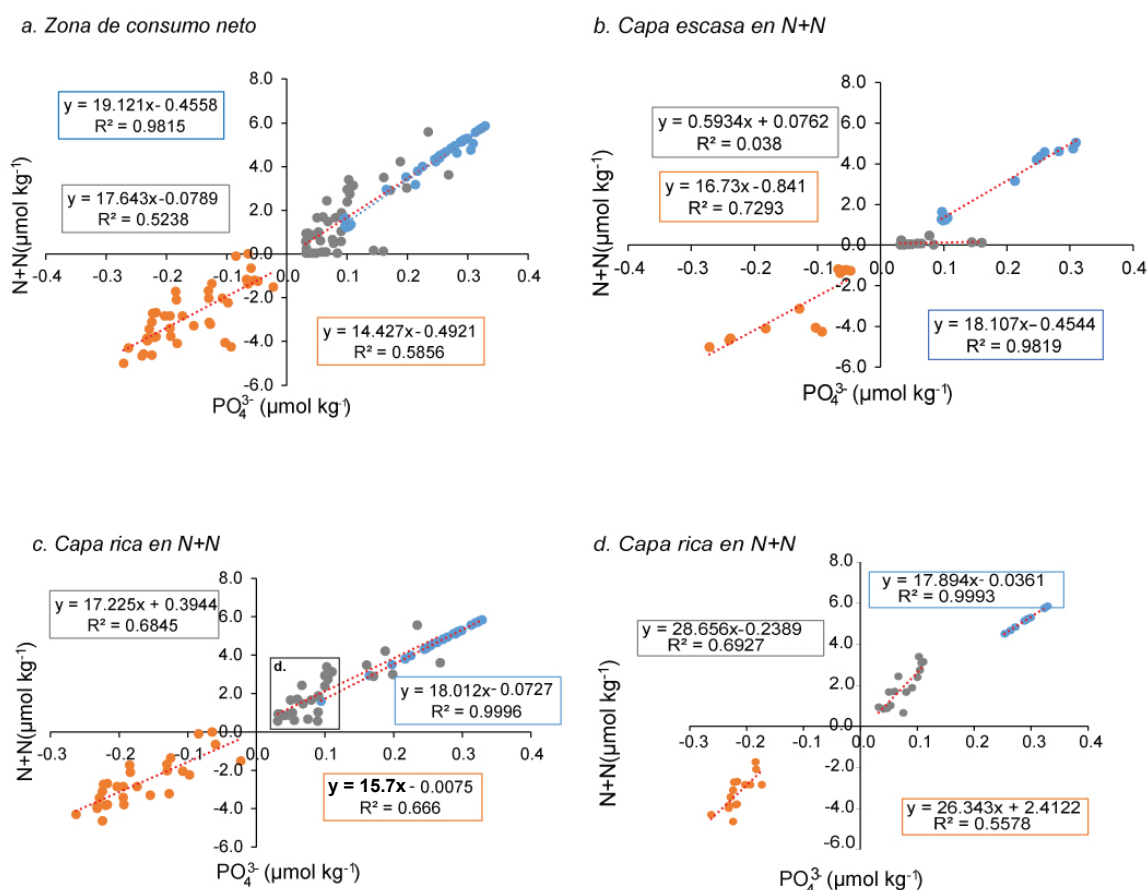 a. Zona de consumo neto
8.0
6.0
4.0
2.0
0.0
-2.0
-4.0
-6.0
-0.3 -0.2 -0.1 0.0 0.1 0.2 0.3 0.4
N+N(µmol kg⁻¹)
PO₄³⁻ (µmol kg⁻¹)
y = 19.121x- 0.4558
R² = 0.9815
y = 17.643x-0.0789
R² = 0.5238
y = 14.427x-0.4921
R² = 0.5856
b. Capa escasa en N+N
8.0
6.0
4.0
2.0
0.0
-2.0
-4.0
-6.0
-0.4 -0.3 -0.2 -0.1 0.0 0.1 0.2 0.3 0.4
N+N(µmol kg⁻¹)
PO₄³⁻ (µmol kg⁻¹)
y = 0.5934x + 0.0762
R² = 0.038
y = 16.73x-0.841
R² = 0.7293
y = 18.107x-0.4544
R² = 0.9819
c. Capa rica en N+N
8.0
6.0
4.0
2.0
0.0
-2.0
-4.0
-6.0
-0.3 -0.2 -0.1 0.0 0.1 0.2 0.3 0.4
N+N(µmol kg⁻¹)
PO₄³⁻ (µmol kg⁻¹)
y = 17.225x + 0.3944
R² = 0.6845
d.
y = 18.012x-0.0727
R² = 0.9996
y = 15.7x - 0.0075
R² = 0.666
d. Capa rica en N+N
8.0
6.0
4.0
2.0
0.0
-2.0
-4.0
-6.0
-0.3 -0.2 -0.1 0.0 0.1 0.2 0.3 0.4
N+N(µmol kg⁻¹)
PO₄³⁻ (µmol kg⁻¹)
y = 17.894x- 0.0361
R² = 0.9993
y = 28.656x-0.2389
R² = 0.6927
y = 26.343x + 2.4122
R² = 0.5578